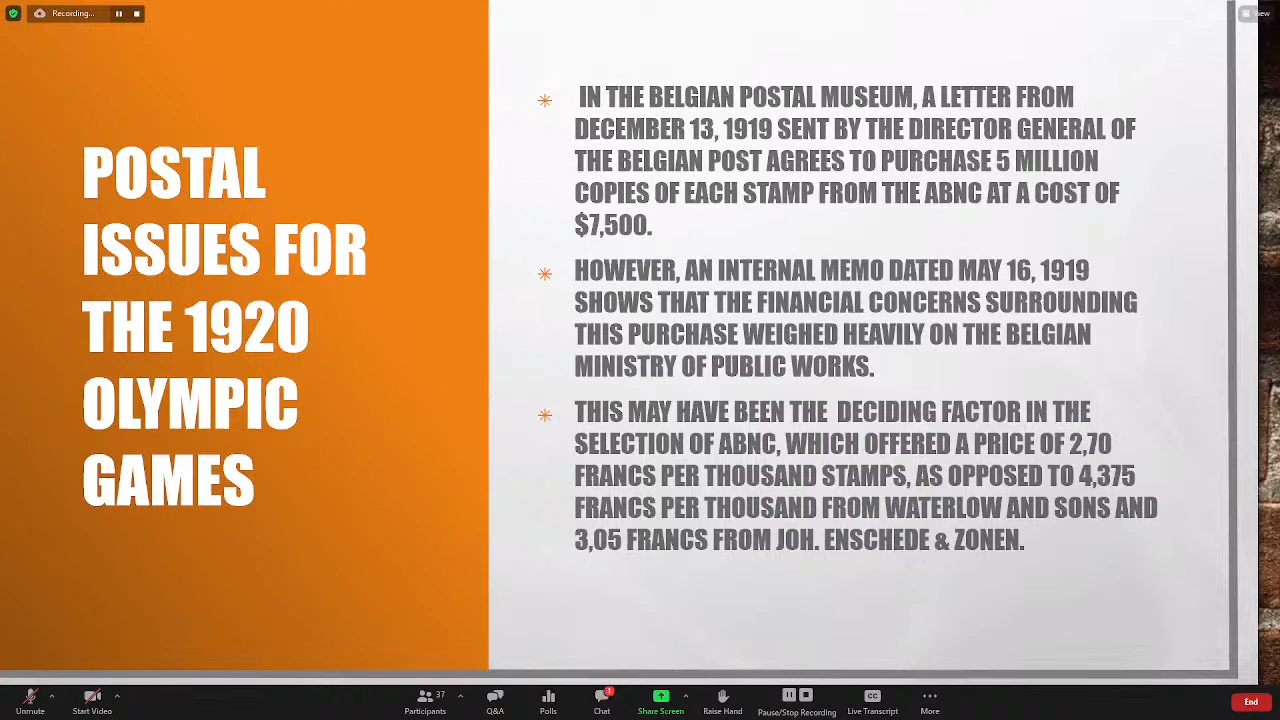 Recording...
View
POSTAL
ISSUES FOR
THE 1920
OLYMPIC
GAMES
IN THE BELGIAN POSTAL MUSEUM, A LETTER FROM
DECEMBER 13, 1919 SENT BY THE DIRECTOR GENERAL OF
THE BELGIAN POST AGREES TO PURCHASE 5 MILLION
COPIES OF EACH STAMP FROM THE ABNC AT A COST OF
$7,500.
HOWEVER, AN INTERNAL MEMO DATED MAY 16, 1919
SHOWS THAT THE FINANCIAL CONCERNS SURROUNDING
THIS PURCHASE WEIGHED HEAVILY ON THE BELGIAN
MINISTRY OF PUBLIC WORKS.
THIS MAY HAVE BEEN THE DECIDING FACTOR IN THE
SELECTION OF ABNC, WHICH OFFERED A PRICE OF 2,70
FRANCS PER THOUSAND STAMPS, AS OPPOSED TO 4,375
FRANCS PER THOUSAND FROM WATERLOW AND SONS AND
3,05 FRANCS FROM JOH. ENSCHEDE & ZONEN.
37
1
CC
Unmute
Start Video
Participants
Q&A
Polls
Chat
Share Screen
Raise Hand
Pause/Stop Recording
Live Transcript
More
End